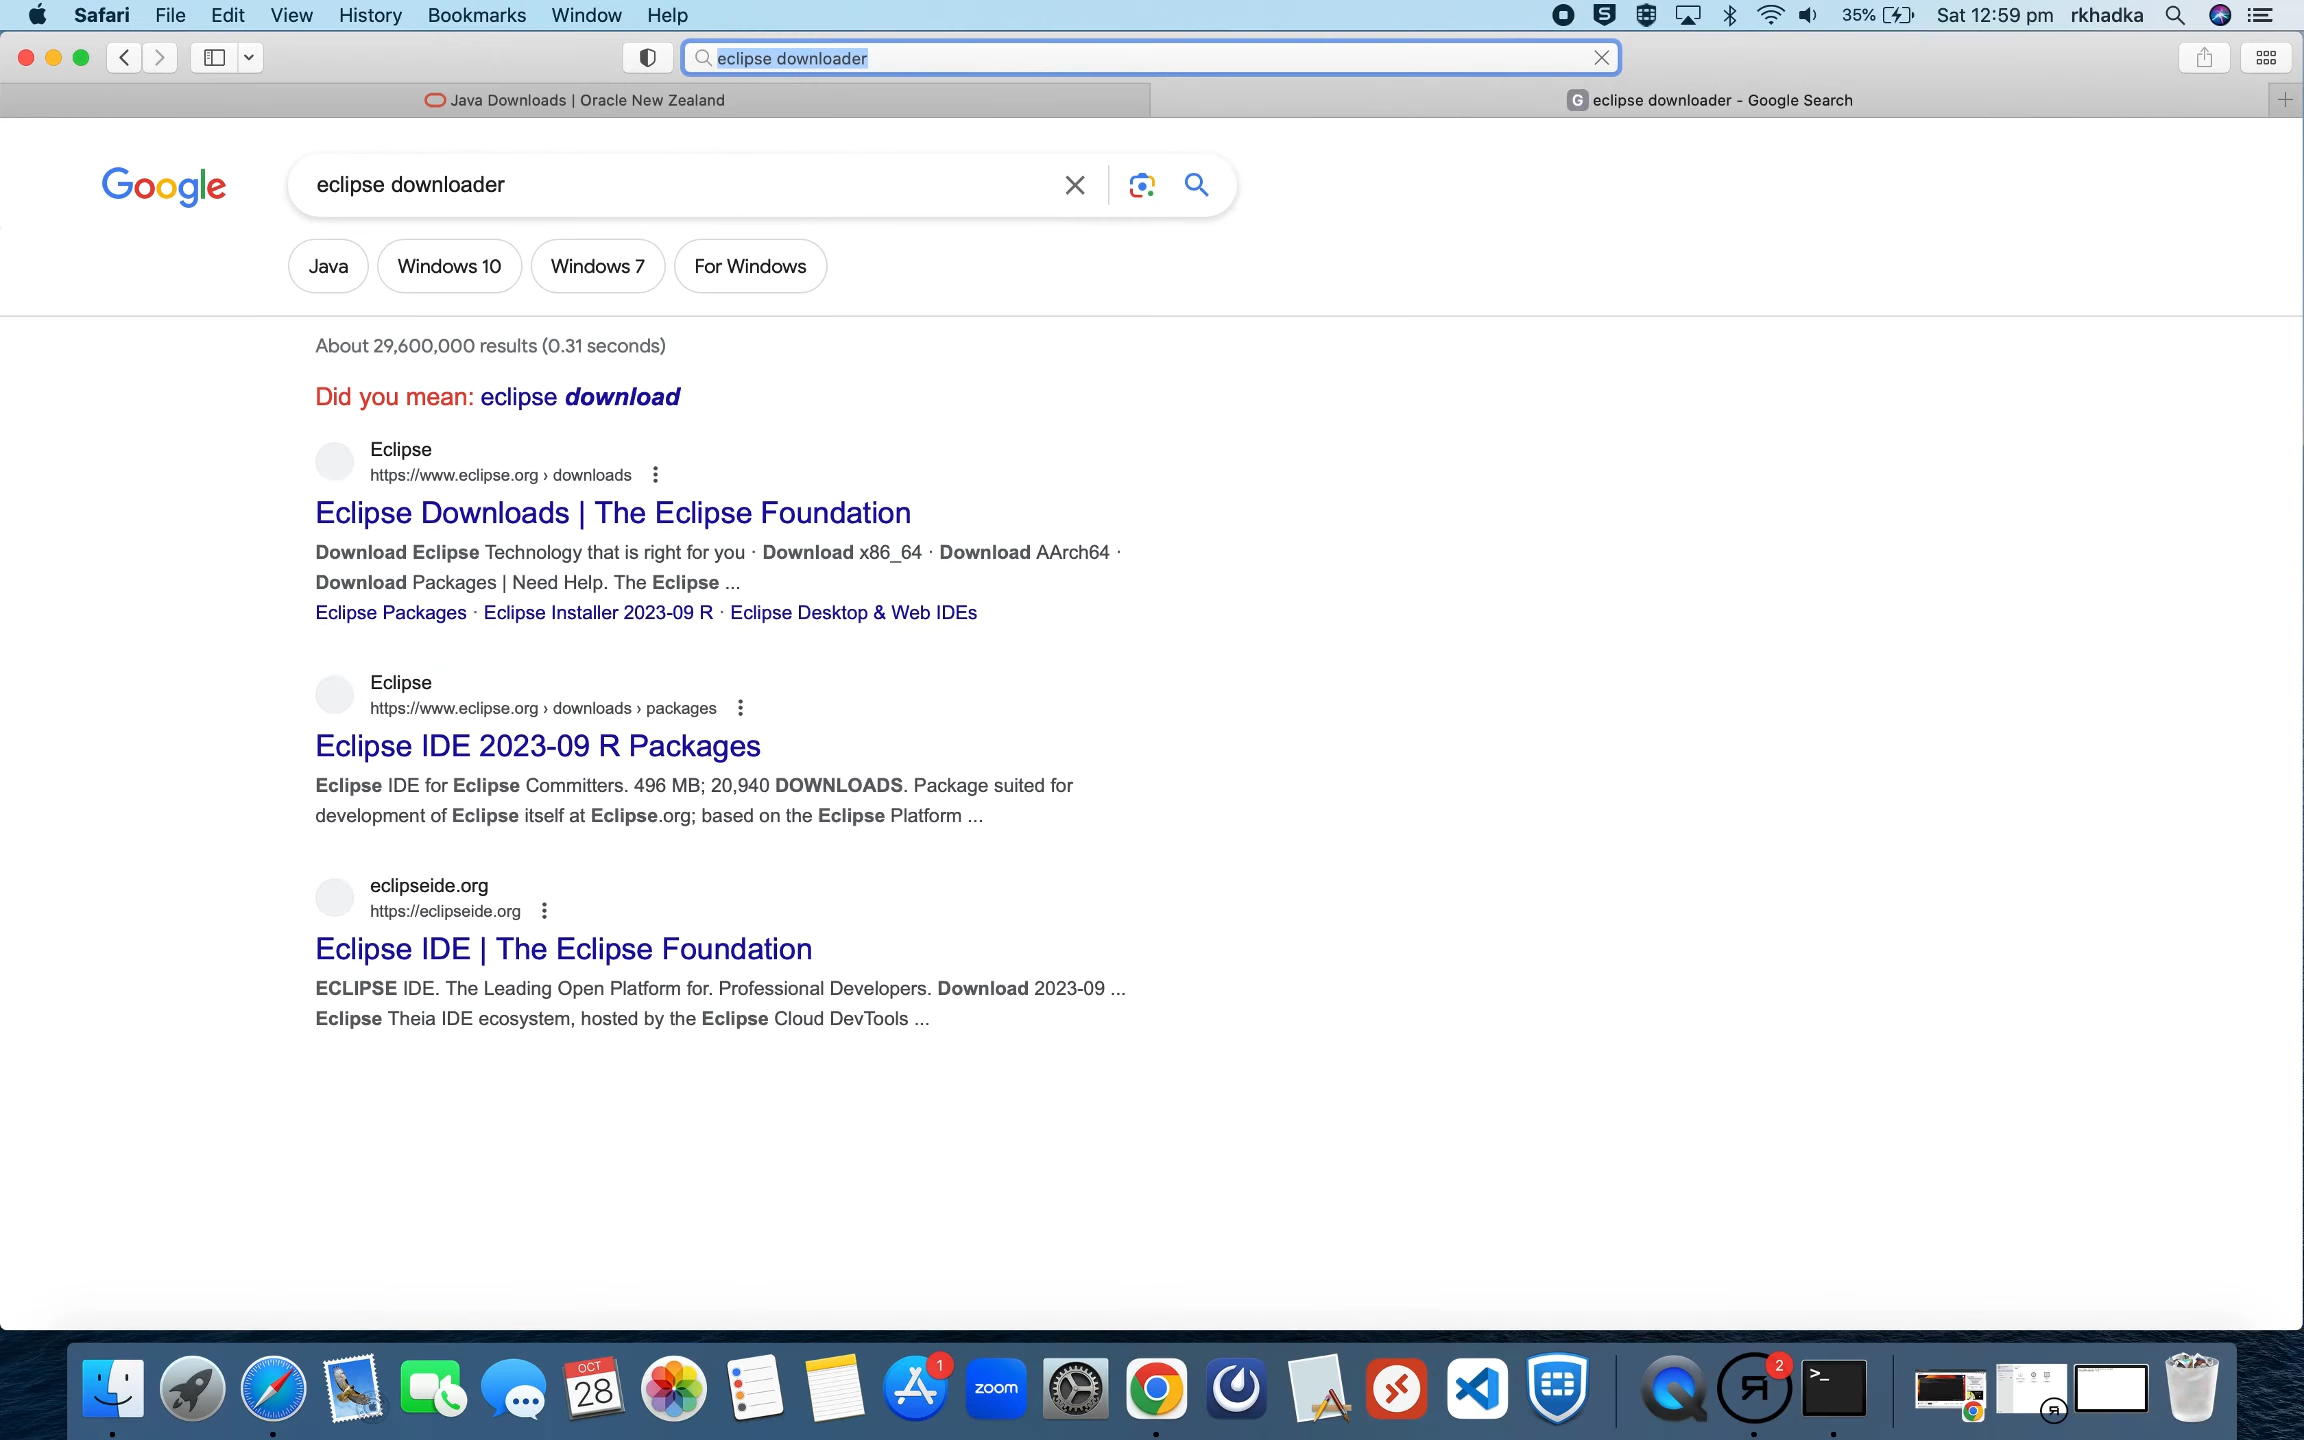 Safari File Edit View History Bookmarks Window Help 35% Sat 12:59 pm rkhadka
eclipse downloader
Java Downloads | Oracle New Zealand
G eclipse downloader - Google Search
Google
eclipse downloader
Java
Windows 10
Windows 7
For Windows
About 29,600,000 results (0.31 seconds)
Did you mean: eclipse download
Eclipse
https://www.eclipse.org › downloads
Eclipse Downloads | The Eclipse Foundation
Download Eclipse Technology that is right for you · Download x86_64 · Download AArch64 ·
Download Packages | Need Help. The Eclipse ...
Eclipse Packages · Eclipse Installer 2023-09 R · Eclipse Desktop & Web IDEs
Eclipse
https://www.eclipse.org › downloads › packages
Eclipse IDE 2023-09 R Packages
Eclipse IDE for Eclipse Committers. 496 MB; 20,940 DOWNLOADS. Package suited for
development of Eclipse itself at Eclipse.org; based on the Eclipse Platform ...
eclipseide.org
https://eclipseide.org
Eclipse IDE | The Eclipse Foundation
ECLIPSE IDE. The Leading Open Platform for. Professional Developers. Download 2023-09 ...
Eclipse Theia IDE ecosystem, hosted by the Eclipse Cloud DevTools ...
OCT
28
1
zoom
2
>_